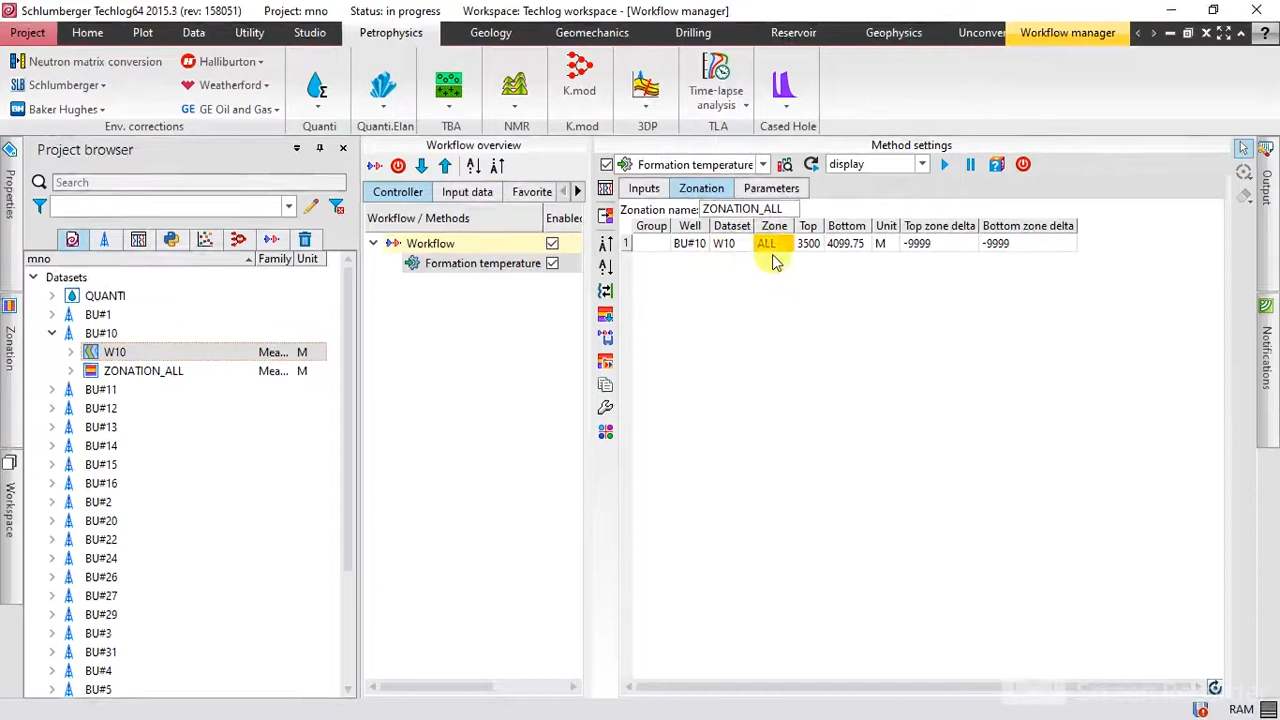 Schlumberger Techlog64 2015.3 (rev: 158051) Project: mno Status: in progress Workspace: Techlog workspace - [Workflow manager]
Project Home Plot Data Utility Studio Petrophysics Geology Geomechanics Drilling Reservoir Geophysics Unconver Workflow manager
Neutron matrix conversion Halliburton
Schlumberger Weatherford
Baker Hughes GE GE Oil and Gas
K.mod Time-lapse analysis
Env. corrections Quanti Quanti.Elan TBA NMR K.mod 3DP TLA Cased Hole
Project browser
Search
mno Family Unit
Datasets
QUANTI
BU#1
BU#10
W10 Mea... M
ZONATION_ALL Mea... M
BU#11
BU#12
BU#13
BU#14
BU#15
BU#16
BU#2
BU#20
BU#22
BU#24
BU#26
BU#27
BU#29
BU#3
BU#31
BU#4
BU#5
Properties
Zonation
Workspace
Workflow overview
Controller Input data Favorite
Workflow / Methods Enabled
Workflow
Formation temperature
Method settings
Formation temperature display
Inputs Zonation Parameters
Zonation name: ZONATION_ALL
Group Well Dataset Zone Top Bottom Unit Top zone delta Bottom zone delta
1 BU#10 W10 ALL 3500 4099.75 M -9999 -9999
Output
Notifications
RAM